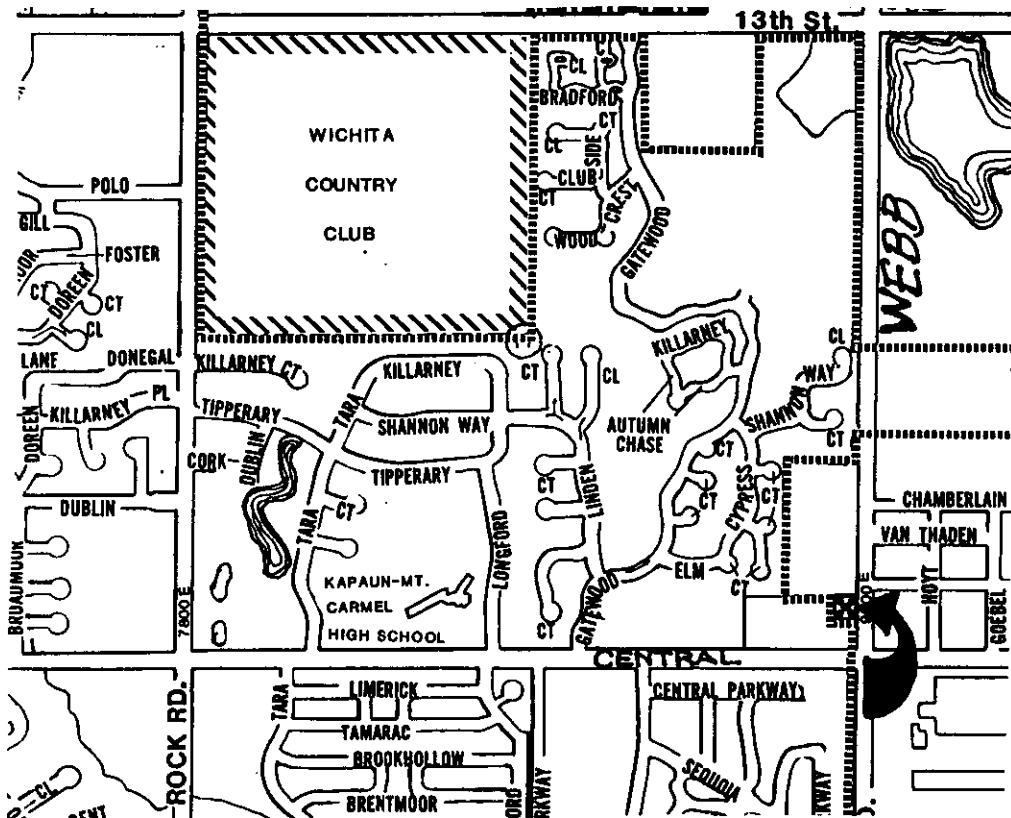 13th St.
CT
CL
BRADFORD
CT
CL
SIDE
CLUB
CT
CREST
WOOD
GATEWOOD
WICHITA
COUNTRY
CLUB
WEBB
POLO
GILL
FOSTER
DOREEN
CT
CT
CL
LANE
DONEGAL
KILLARNEY
PL
DOREEN
DUBLIN
KILLARNEY CT
TIPPERARY
CORK
DUBLIN
TARA
KILLARNEY
SHANNON WAY
TIPPERARY
TARA
CT
LONGFORD
CT
CL
CT
LINDEN
CT
KILLARNEY
AUTUMN
CHASE
SHANNON WAY
CL
CT
CT
CT
CYPRESS
CT
ELM
CT
GATEWOOD
KAPAUN-MT.
CARMEL
HIGH SCHOOL
7800 E
CHAMBERLAIN
VAN THADEN
HOYT
GOEBEL
CENTRAL
ROCK RD.
TARA
LIMERICK
TAMARAC
BROOKHOLLOW
BRENTMOOR
CENTRAL PARKWAY
SEQUOIA
CL